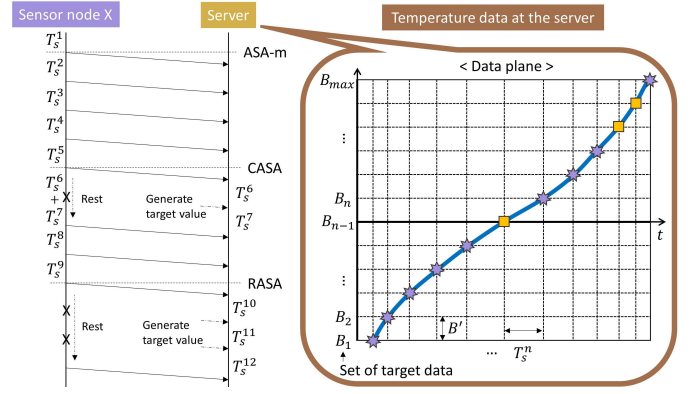 Sensor node X
Server
Temperature data at the server
T_s^1
ASA-m
T_s^2
T_s^3
T_s^4
T_s^5
CASA
T_s^6
+
T_s^7
X
Rest
Generate
target value
T_s^6
T_s^7
T_s^8
T_s^9
RASA
X
X
Rest
Generate
target value
T_s^10
T_s^11
T_s^12
< Data plane >
B_max
⋮
B_n
B_n-1
⋮
B_2
B_1
B'
t
... T_s^n
Set of target data